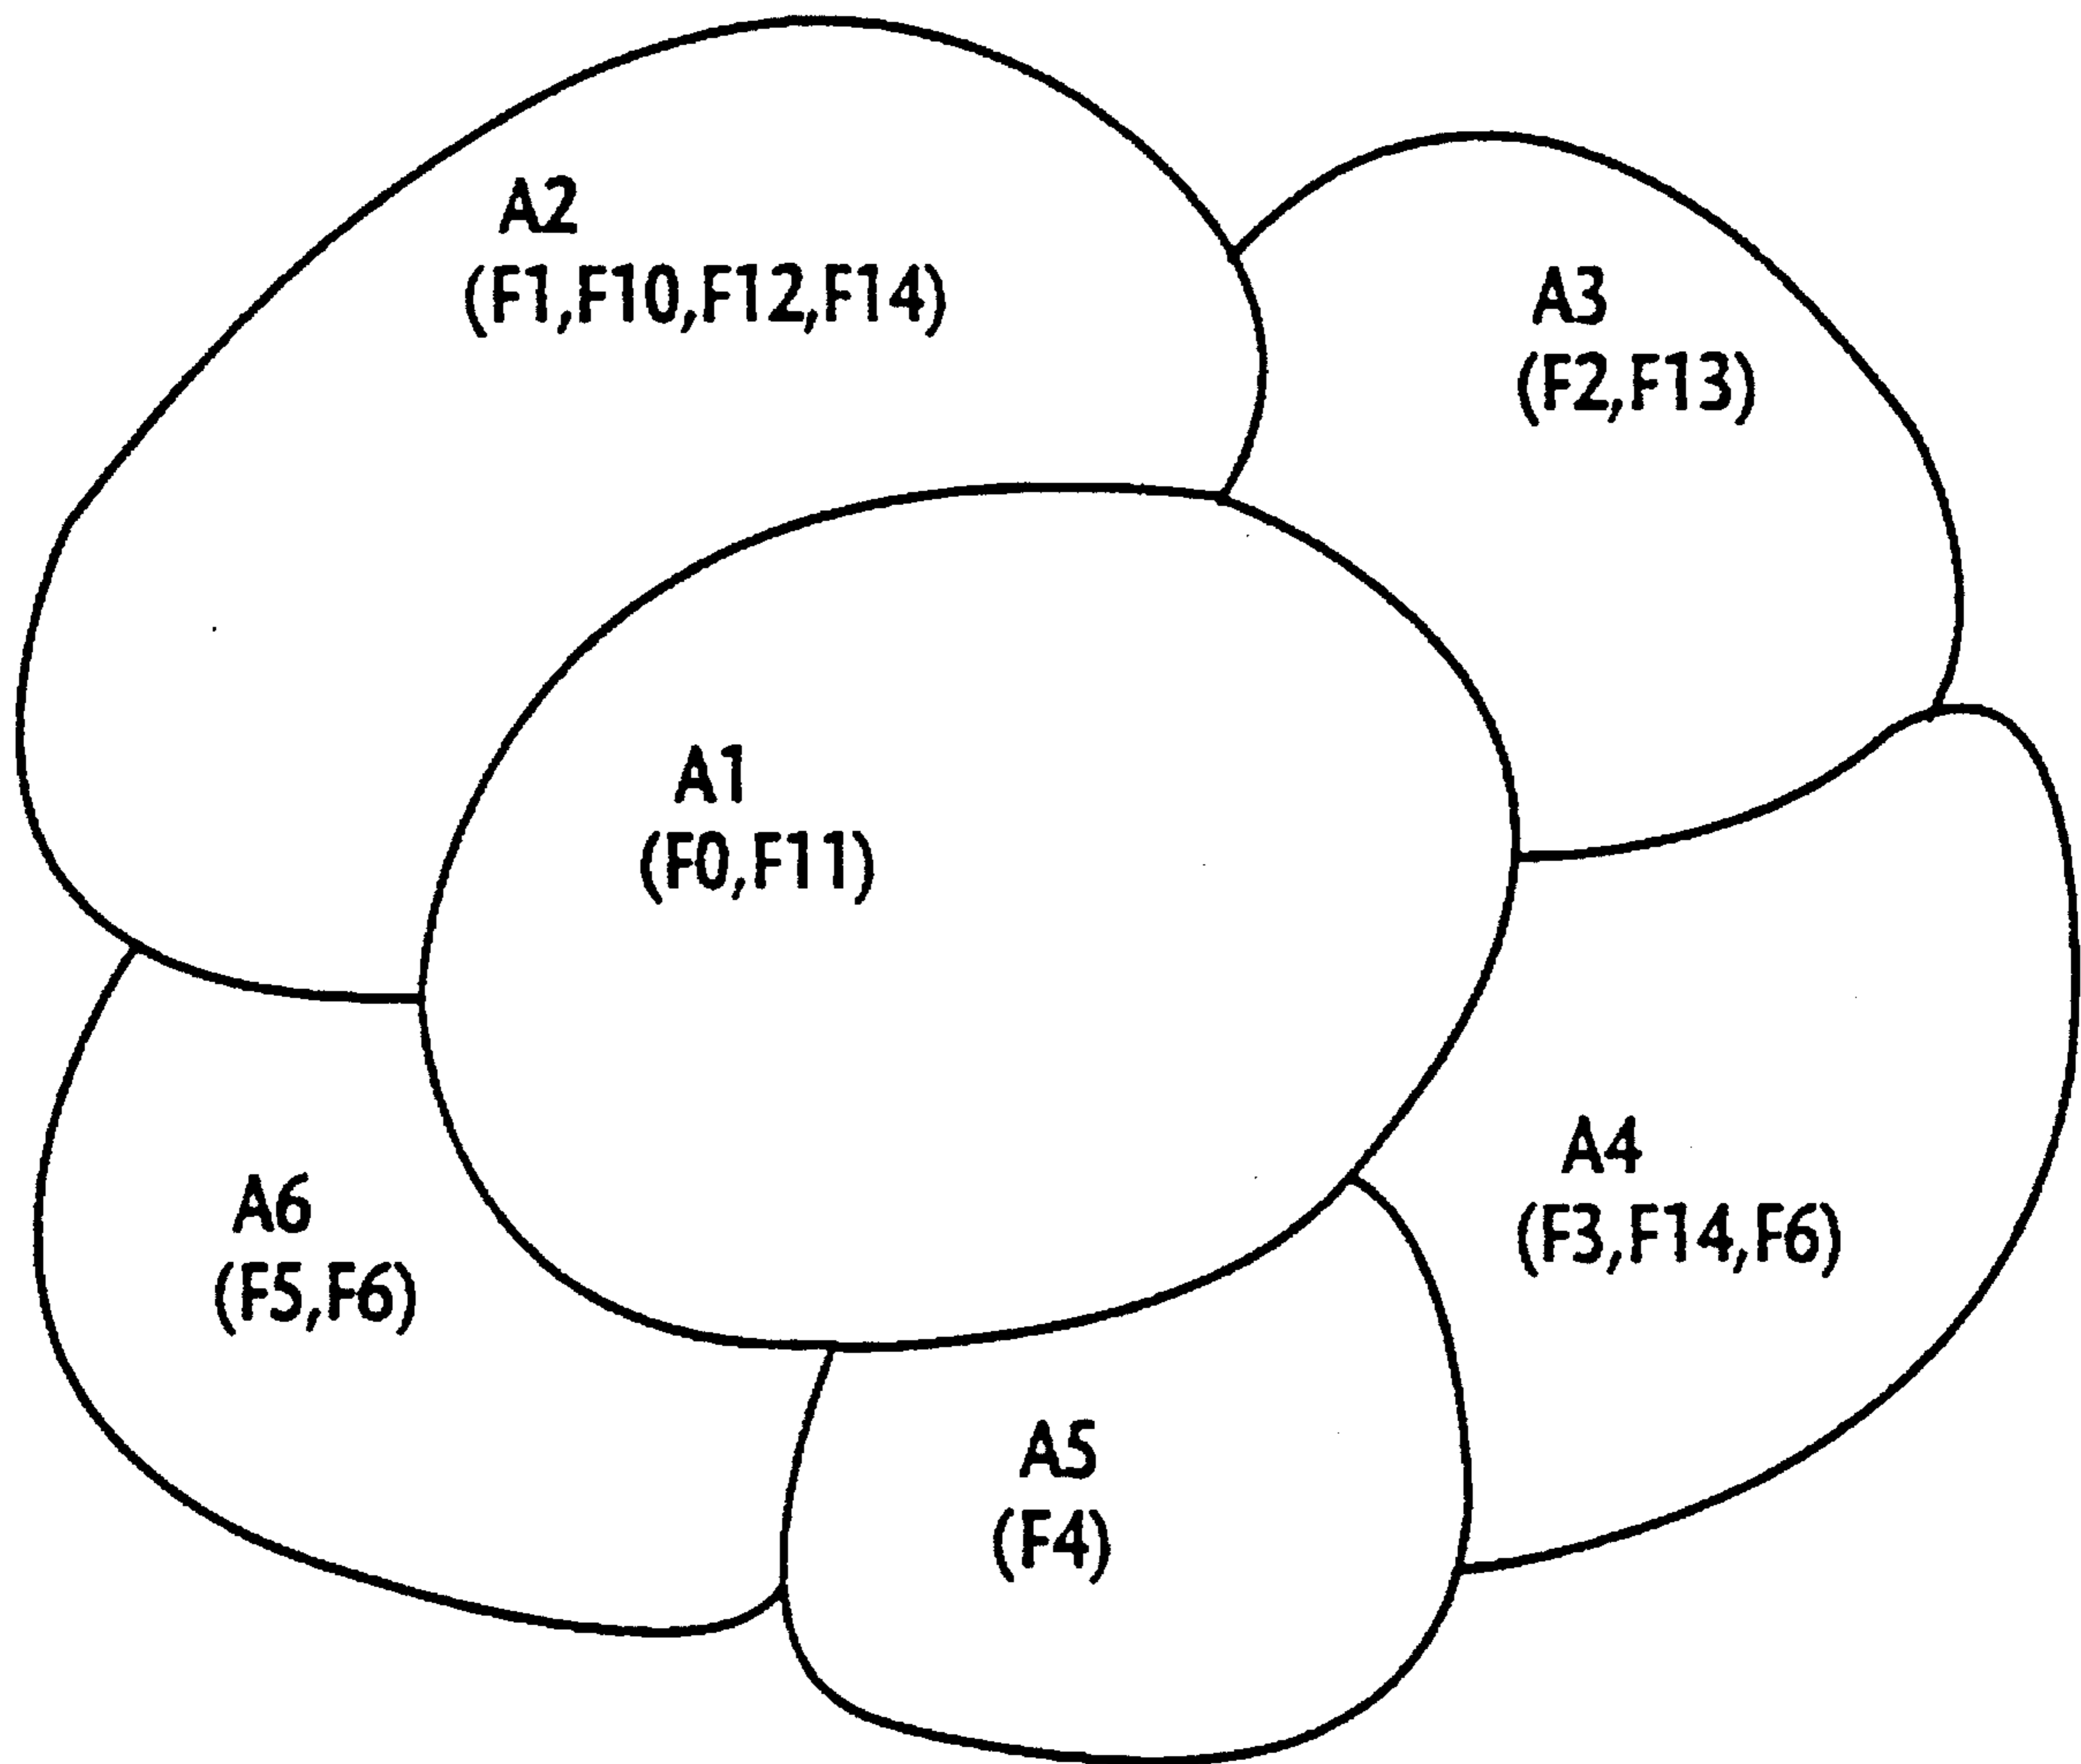 A2
(F1,F10,F12,F14)
A3
(F2,F13)
A1
(F0,F11)
A4
(F3,F14,F6)
A6
(F5,F6)
A5
(F4)